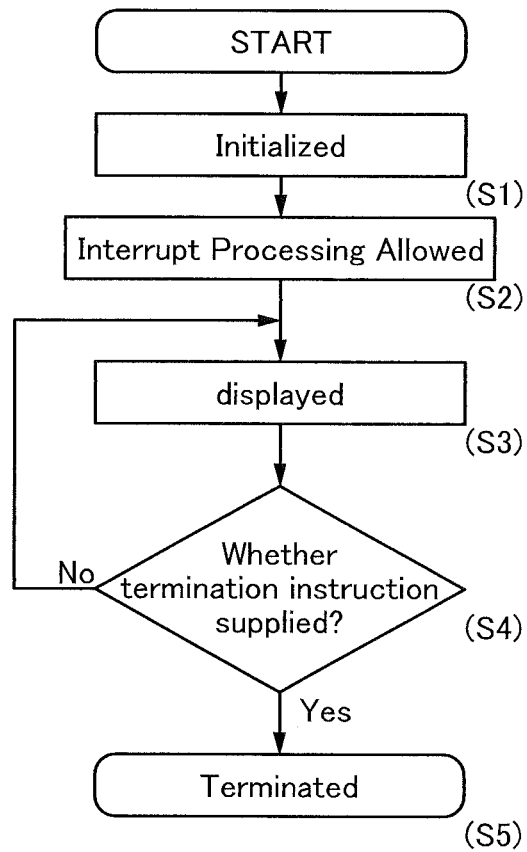 START
Initialized
(S1)
Interrupt Processing Allowed
(S2)
displayed
(S3)
Whether
termination instruction
supplied?
No
(S4)
Yes
Terminated
(S5)